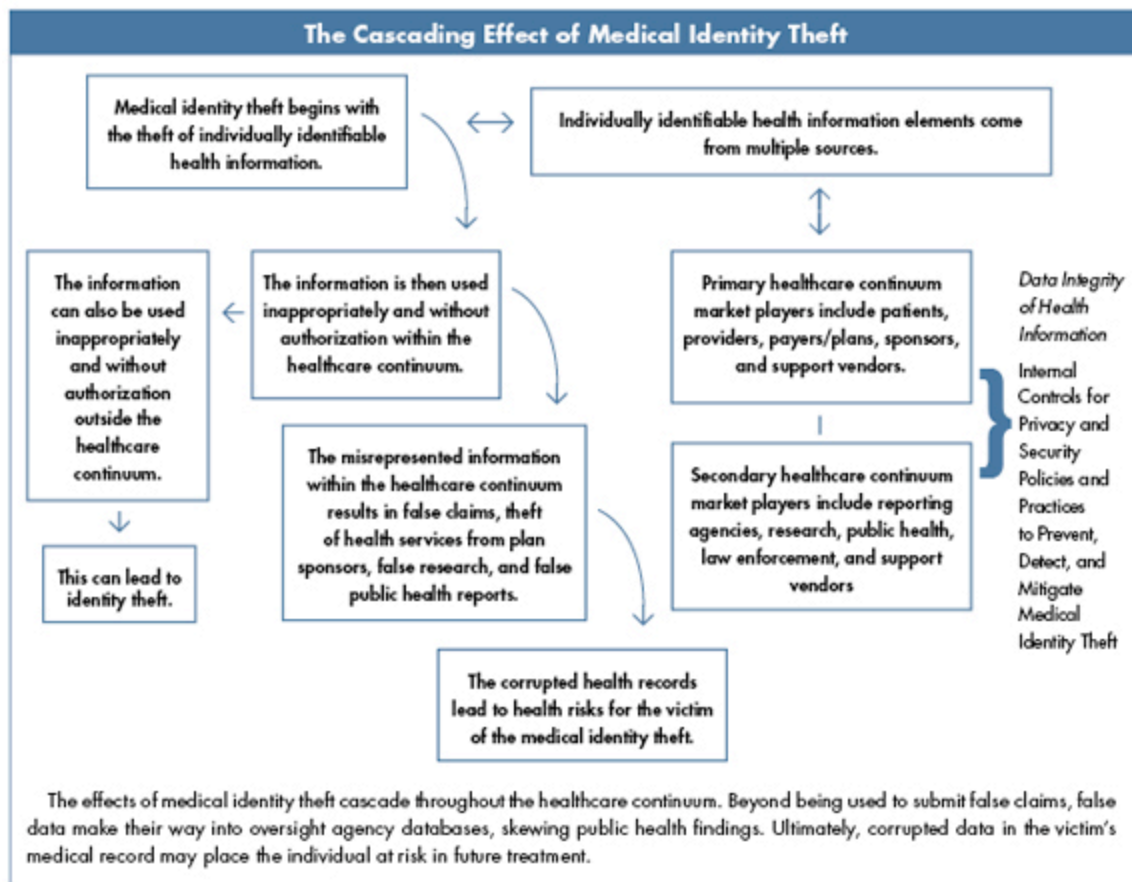 The Cascading Effect of Medical Identity Theft
Medical identity theft begins with
the theft of individually identifiable
health information.
Individually identifiable health information elements come
from multiple sources.
The information
can also be used
inappropriately
and without
authorization
outside the
healthcare
continuum.
The information is then used
inappropriately and without
authorization within the
healthcare continuum.
Primary healthcare continuum
market players include patients,
providers, payers/plans, sponsors,
and support vendors.
Data Integrity
of Health
Information
Internal
Controls for
Privacy and
Security
Policies and
Practices
to Prevent,
Detect, and
Mitigate
Medical
Identity Theft
The misrepresented information
within the healthcare continuum
results in false claims, theft
of health services from plan
sponsors, false research, and false
public health reports.
Secondary healthcare continuum
market players include reporting
agencies, research, public health,
law enforcement, and support
vendors
This can lead to
identity theft.
The corrupted health records
lead to health risks for the victim
of the medical identity theft.
The effects of medical identity theft cascade throughout the healthcare continuum. Beyond being used to submit false claims, false
data make their way into oversight agency databases, skewing public health findings. Ultimately, corrupted data in the victim's
medical record may place the individual at risk in future treatment.